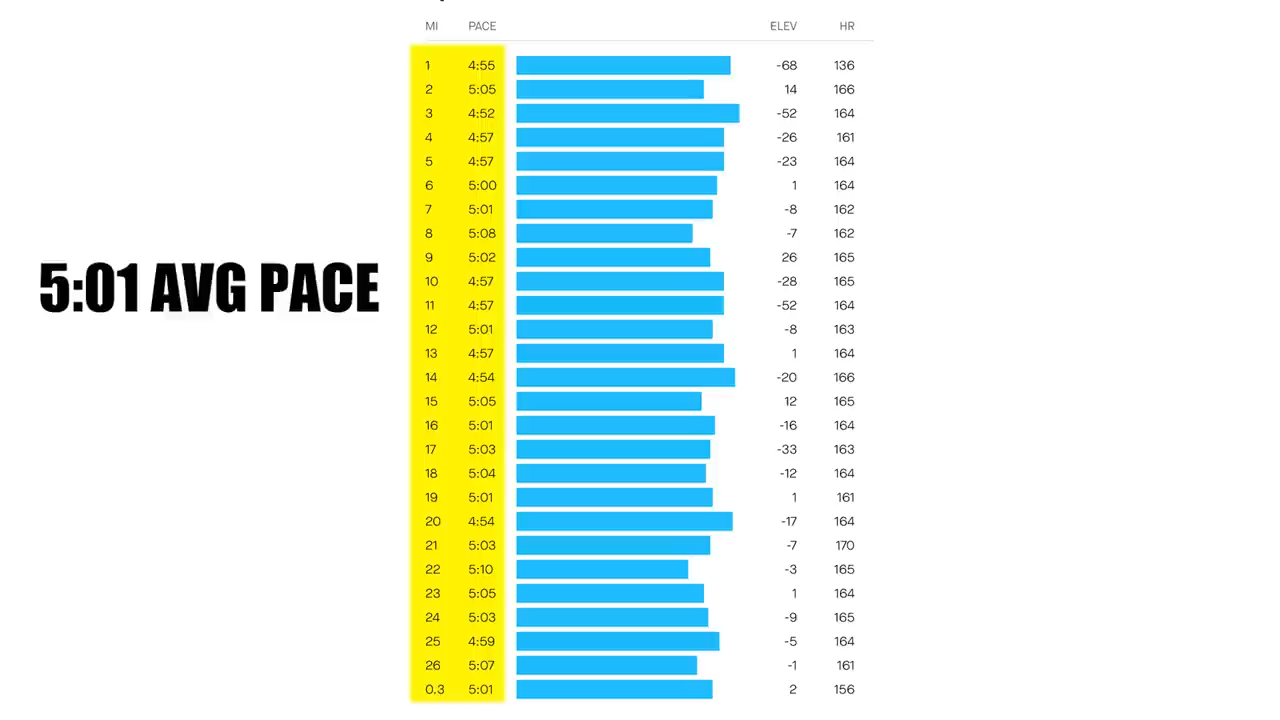 MI PACE ELEV HR
1 4:55 -68 136
2 5:05 14 166
3 4:52 -52 164
4 4:57 -26 161
5 4:57 -23 164
6 5:00 1 164
7 5:01 -8 162
8 5:08 -7 162
9 5:02 26 165
5:01 AVG PACE
10 4:57 -28 165
11 4:57 -52 164
12 5:01 -8 163
13 4:57 1 164
14 4:54 -20 166
15 5:05 12 165
16 5:01 -16 164
17 5:03 -33 163
18 5:04 -12 164
19 5:01 1 161
20 4:54 -17 164
21 5:03 -7 170
22 5:10 -3 165
23 5:05 1 164
24 5:03 -9 165
25 4:59 -5 164
26 5:07 -1 161
0.3 5:01 2 156